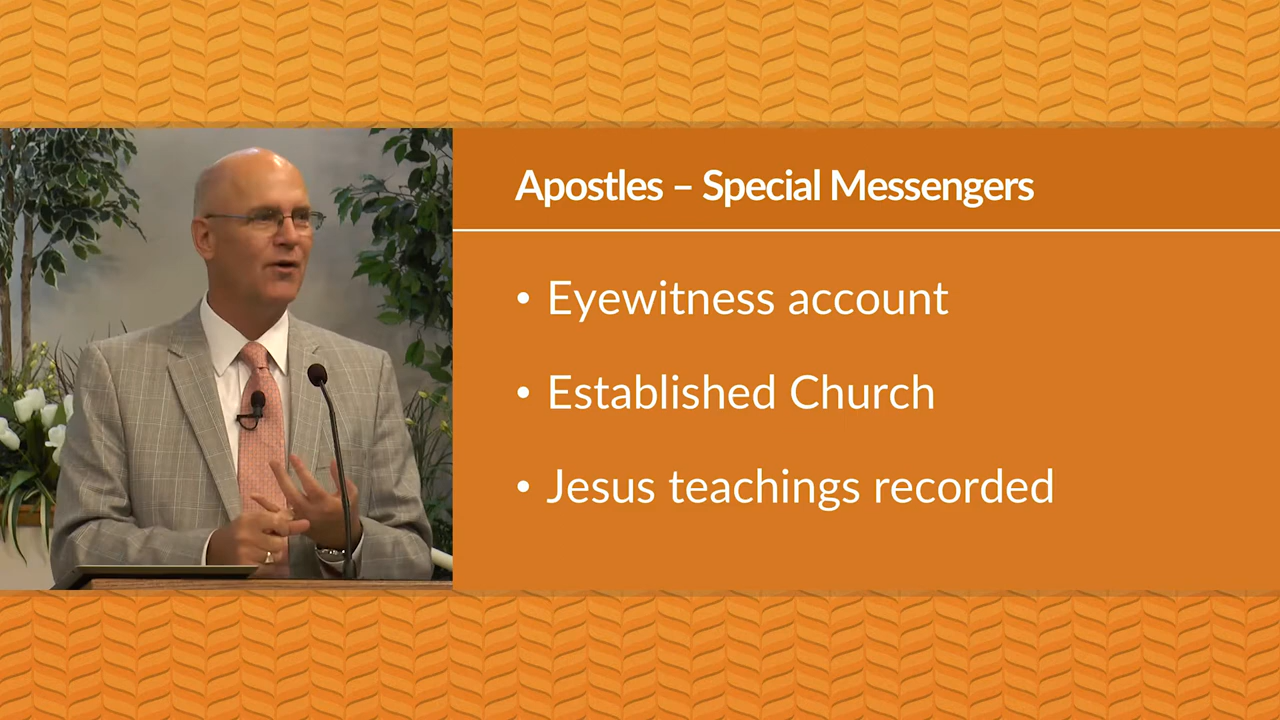 Apostles – Special Messengers
• Eyewitness account
• Established Church
• Jesus teachings recorded